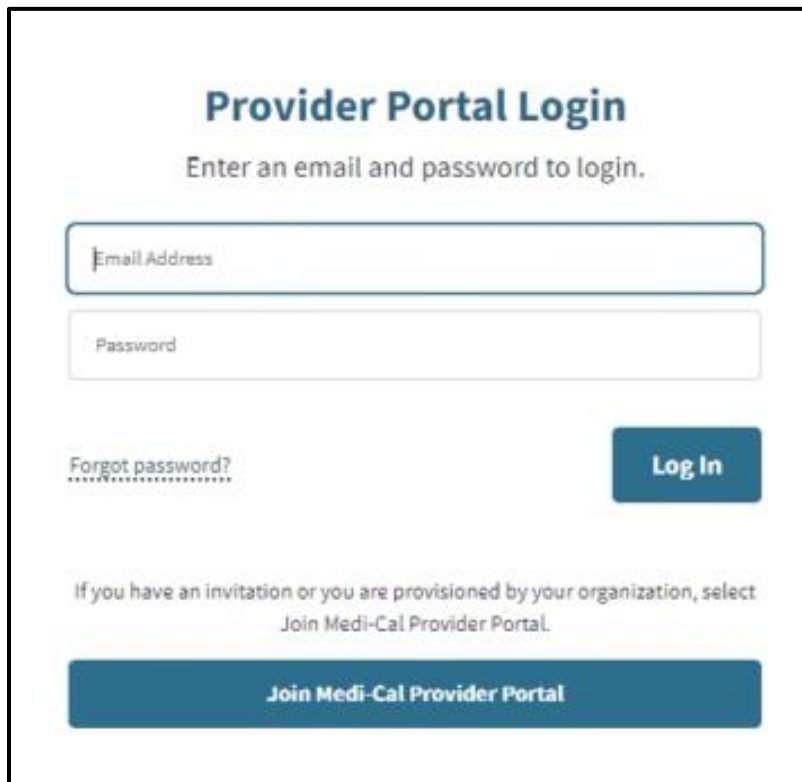 Provider Portal Login
Enter an email and password to login.
Email Address
Password
Forgot password?
Log In
If you have an invitation or you are provisioned by your organization, select
Join Medi-Cal Provider Portal.
Join Medi-Cal Provider Portal